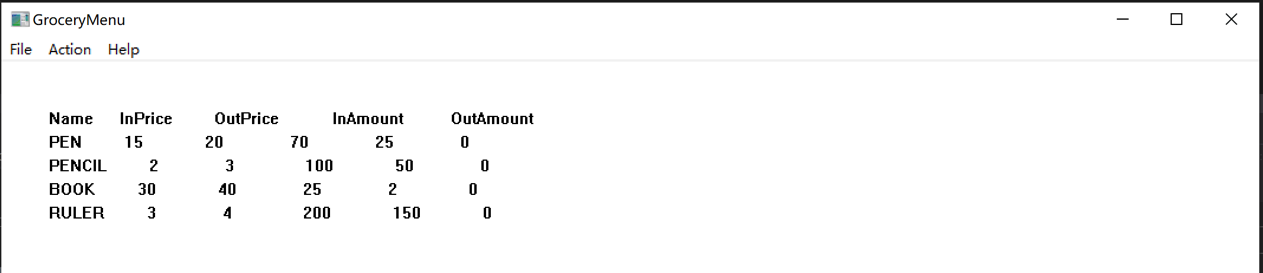 GroceryMenu
File Action Help
Name InPrice OutPrice InAmount OutAmount
PEN 15 20 70 25 0
PENCIL 2 3 100 50 0
BOOK 30 40 25 2 0
RULER 3 4 200 150 0